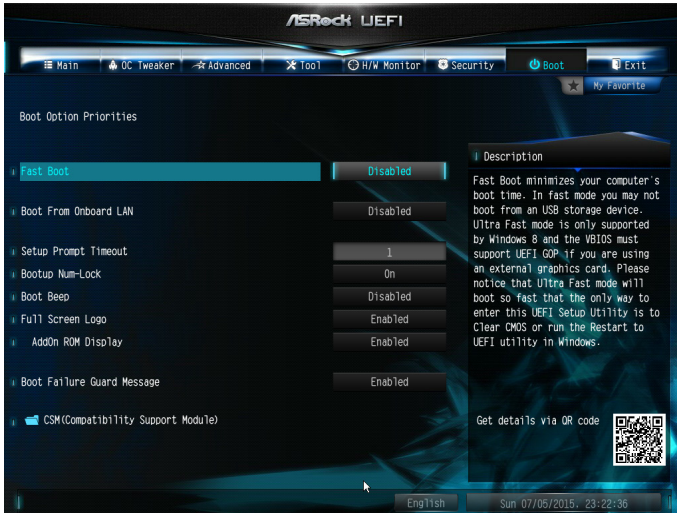 ASRock UEFI
Main OC Tweaker Advanced Tool H/W Monitor Security Boot Exit
My Favorite
Boot Option Priorities
Fast Boot Disabled
Boot From Onboard LAN Disabled
Setup Prompt Timeout 1
Bootup Num-Lock On
Boot Beep Disabled
Full Screen Logo Enabled
AddOn ROM Display Enabled
Boot Failure Guard Message Enabled
CSM(Compatibility Support Module)
Description
Fast Boot minimizes your computer's
boot time. In fast mode you may not
boot from an USB storage device.
Ultra Fast mode is only supported
by Windows 8 and the VBIOS must
support UEFI GOP if you are using
an external graphics card. Please
notice that Ultra Fast mode will
boot so fast that the only way to
enter this UEFI Setup Utility is to
Clear CMOS or run the Restart to
UEFI utility in Windows.
Get details via QR code
English Sun 07/05/2015. 23:22:36